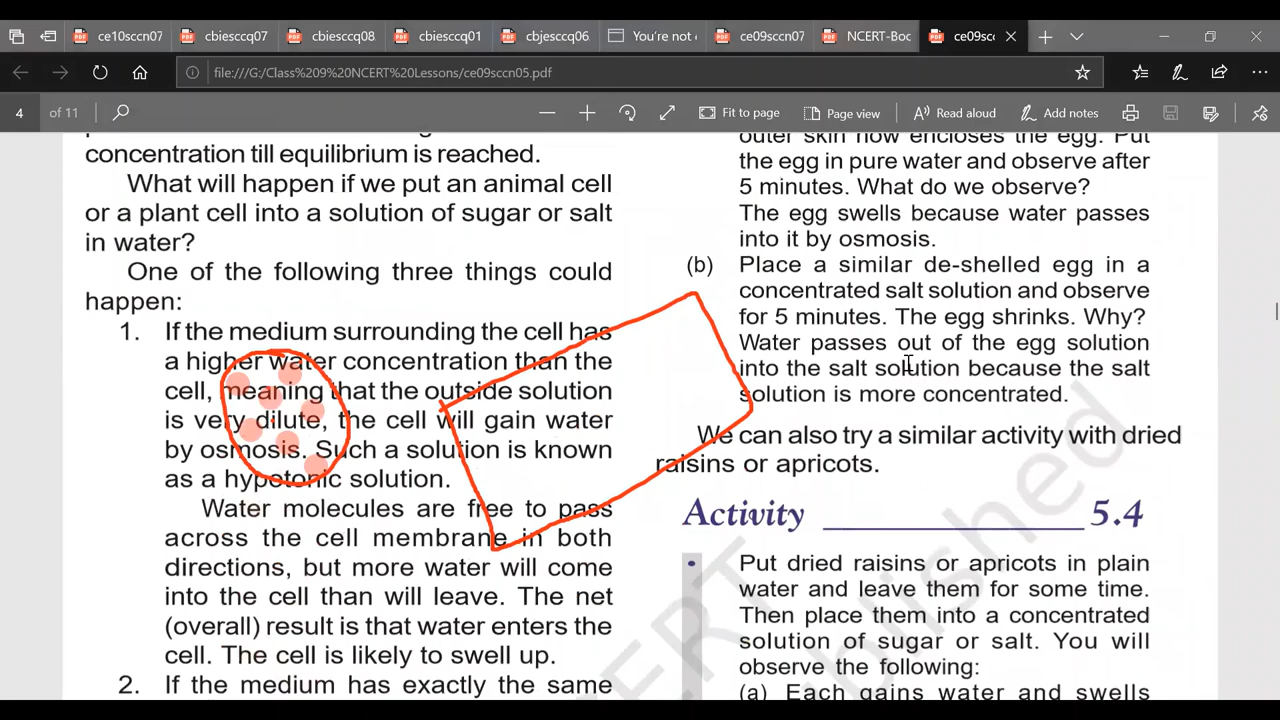 ce10sccn07
cbiesccq07
cbiesccq08
cbiesccq01
cbjesccq06
You're not
ce09sccn07
NCERT-Boc
ce09scc
file:///G:/Class%209%20NCERT%20Lessons/ce09sccn05.pdf
4 of 11
Fit to page
Page view
Read aloud
Add notes
concentration till equilibrium is reached.
What will happen if we put an animal cell
or a plant cell into a solution of sugar or salt
in water?
One of the following three things could
happen:
1. If the medium surrounding the cell has
a higher water concentration than the
cell, meaning that the outside solution
is very dilute, the cell will gain water
by osmosis. Such a solution is known
as a hypotonic solution.
Water molecules are free to pass
across the cell membrane in both
directions, but more water will come
into the cell than will leave. The net
(overall) result is that water enters the
cell. The cell is likely to swell up.
2. If the medium has exactly the same
outer skin now encloses the egg. Put
the egg in pure water and observe after
5 minutes. What do we observe?
The egg swells because water passes
into it by osmosis.
(b) Place a similar de-shelled egg in a
concentrated salt solution and observe
for 5 minutes. The egg shrinks. Why?
Water passes out of the egg solution
into the salt solution because the salt
solution is more concentrated.
We can also try a similar activity with dried
raisins or apricots.
Activity 5.4
• Put dried raisins or apricots in plain
water and leave them for some time.
Then place them into a concentrated
solution of sugar or salt. You will
observe the following:
(a) Each gains water and swells